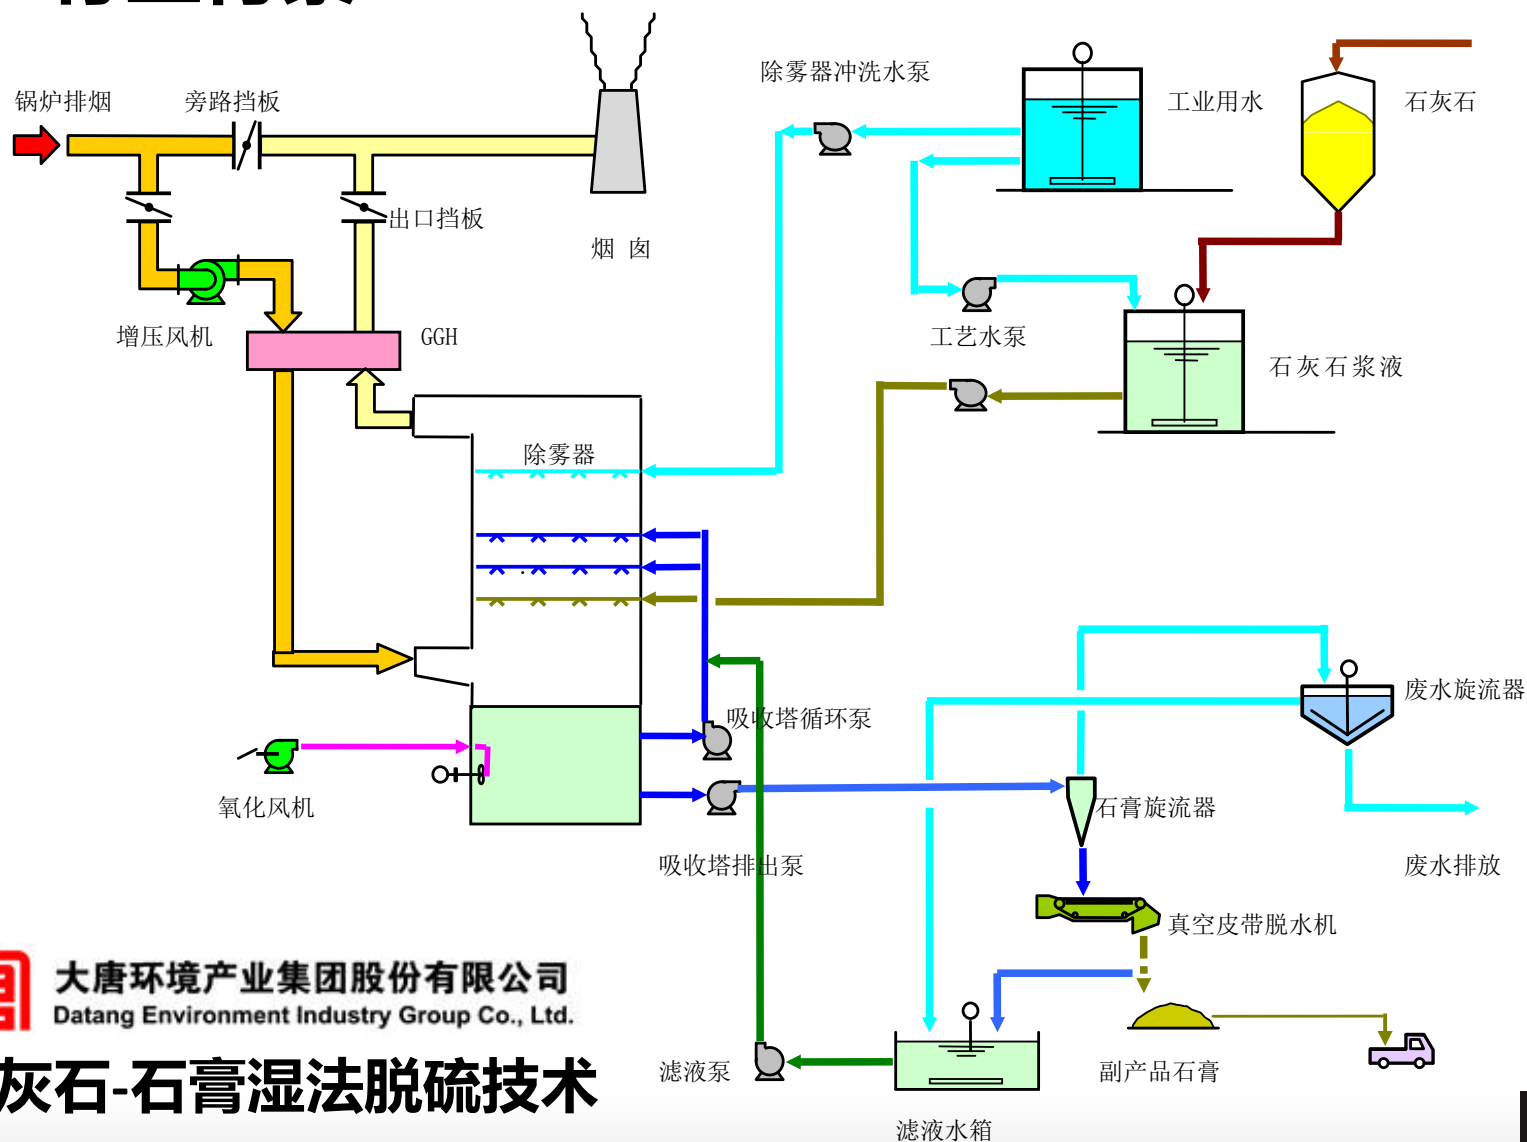 除雾器冲洗水泵
锅炉排烟
旁路挡板
工业用水
石灰石
出口挡板
烟 囱
增压风机
GGH
工艺水泵
石灰石浆液
除雾器
废水旋流器
吸收塔循环泵
氧化风机
石膏旋流器
吸收塔排出泵
废水排放
真空皮带脱水机
大唐环境产业集团股份有限公司
Datang Environment Industry Group Co., Ltd.
滤液泵
副产品石膏
灰石-石膏湿法脱硫技术
滤液水箱